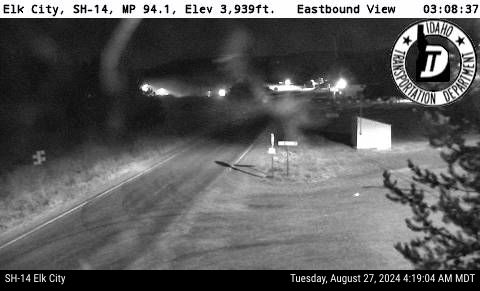 Elk City, SH-14, MP 94.1, Elev 3,939ft. Eastbound View 03:08:37
IDAHO
TRANSPORTATION DEPARTMENT
SH-14 Elk City Tuesday, August 27, 2024 4:19:04 AM MDT